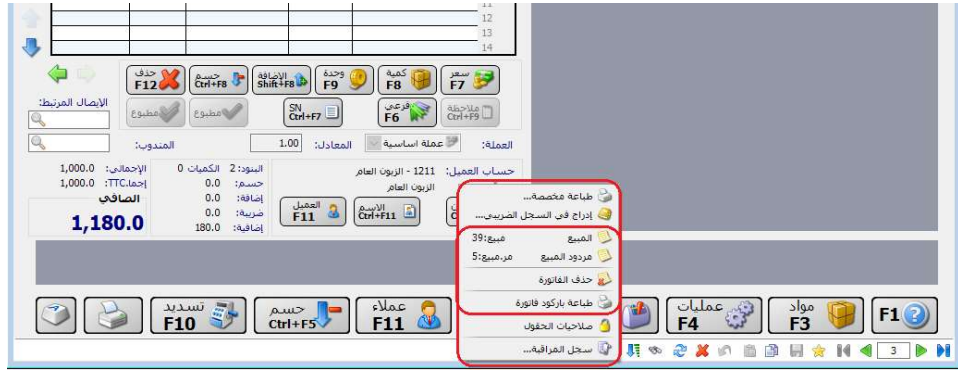 11
12
13
14
سعر F7
كمية F8
وحدة F9
الإضافة Shift+F8
حسم Ctrl+F8
حذف F12
ملاحظة Ctrl+F9
فرعي F6
SN Ctrl+F7
مطبوع
مطبوع
الإيصال المرتبط:
العملة: عملة اساسية المعادل: 1.00 المندوب:
حساب العميل: 1211 - الزبون العام
الزبون العام
الاسم Ctrl+F11
العميل F11
البنود: 2 الكميات 0
حسم: 0.0
إضافة: 0.0
ضريبة: 0.0
إضافية: 180.0
الإجمالي: 1,000.0
إجما.TTC: 1,000.0
الصافي
1,180.0
طباعة مخصصة...
إدراج في السجل الضريبي...
المبيع مبيع:39
مردود المبيع مر.مبيع:5
حذف الفاتورة
طباعة باركود فاتورة
صلاحيات الحقول
سجل المراقبة...
F1
مواد F3
عمليات F4
عملاء F11
حسم Ctrl+F5
تسديد F10
3